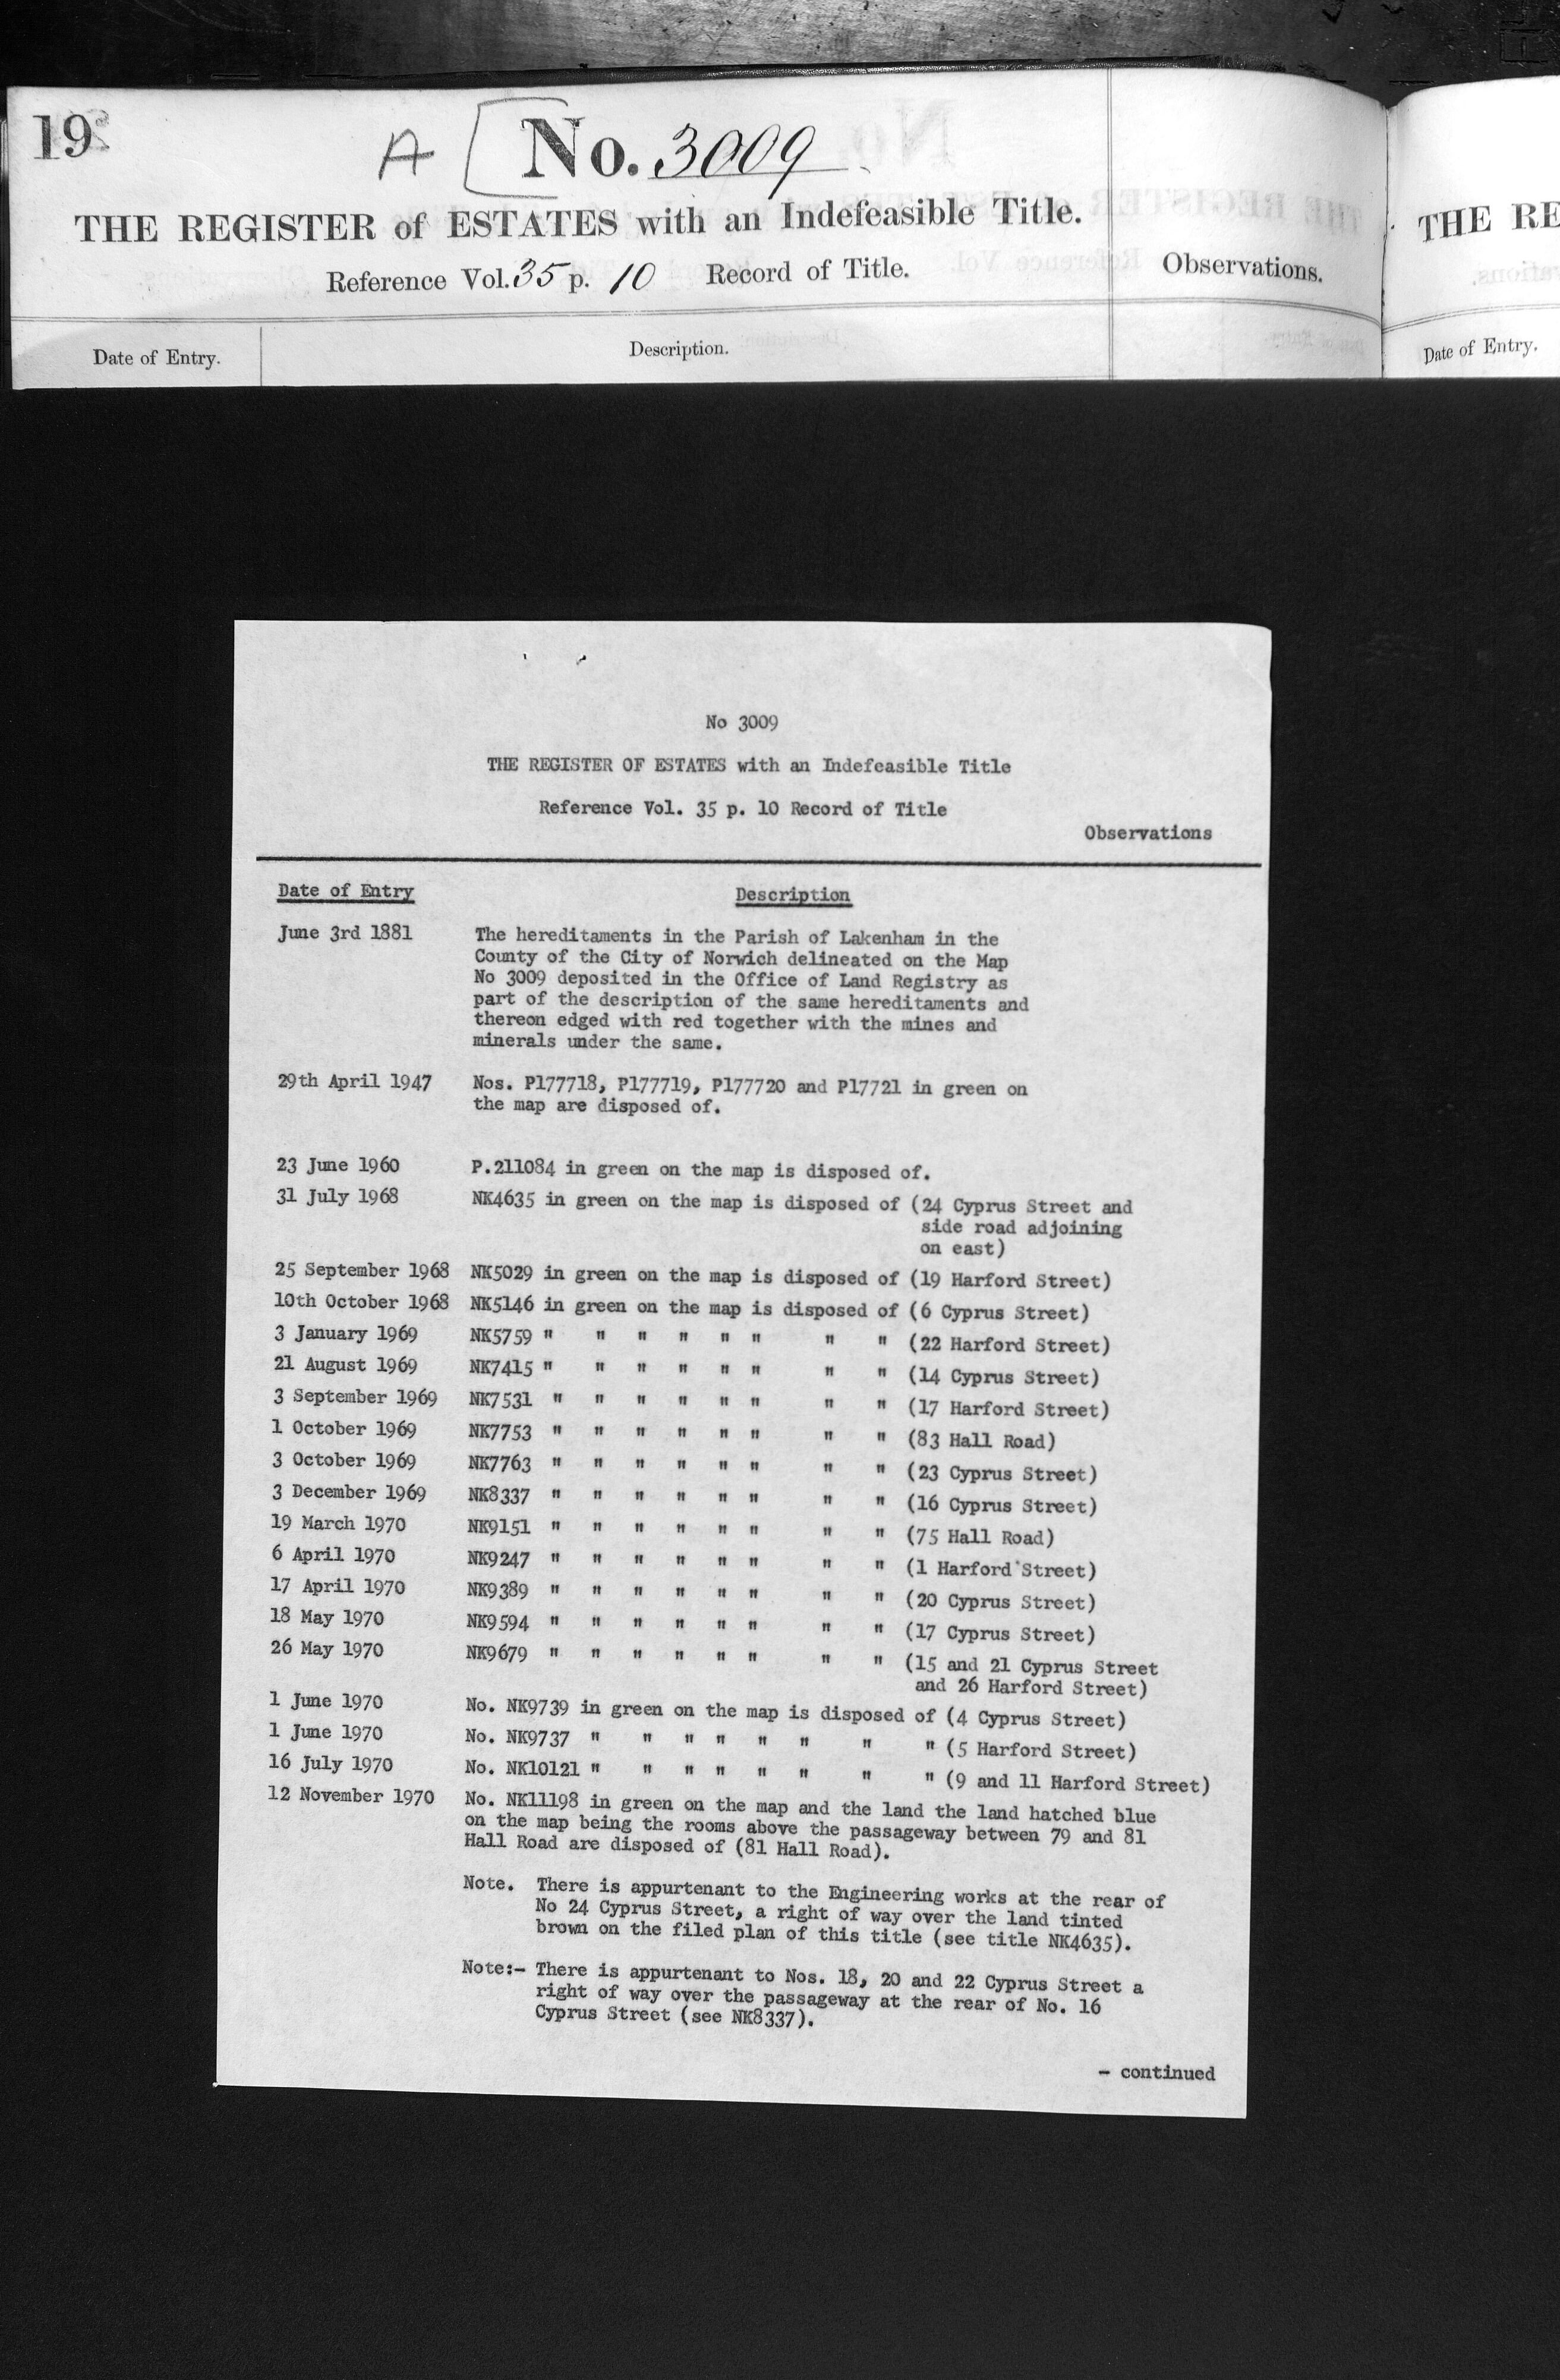 19
A [No. 3009
THE REGISTER of ESTATES with an Indefeasible Title.
Reference Vol. 35 p. 10 Record of Title.
Observations.
Date of Entry.
Description.
THE RE
Date of Entry.
No 3009
THE REGISTER OF ESTATES with an Indefeasible Title
Reference Vol. 35 p. 10 Record of Title
Observations
Date of Entry Description
June 3rd 1881 The hereditaments in the Parish of Lakenham in the
County of the City of Norwich delineated on the Map
No 3009 deposited in the Office of Land Registry as
part of the description of the same hereditaments and
thereon edged with red together with the mines and
minerals under the same.
29th April 1947 Nos. P177718, P177719, P177720 and P17721 in green on
the map are disposed of.
23 June 1960 P.211084 in green on the map is disposed of.
31 July 1968 NK4635 in green on the map is disposed of (24 Cyprus Street and
side road adjoining
on east)
25 September 1968 NK5029 in green on the map is disposed of (19 Harford Street)
10th October 1968 NK5146 in green on the map is disposed of (6 Cyprus Street)
3 January 1969 NK5759 " " " " " " " " (22 Harford Street)
21 August 1969 NK7415 " " " " " " " " (14 Cyprus Street)
3 September 1969 NK7531 " " " " " " " " (17 Harford Street)
1 October 1969 NK7753 " " " " " " " " (83 Hall Road)
3 October 1969 NK7763 " " " " " " " " (23 Cyprus Street)
3 December 1969 NK8337 " " " " " " " " (16 Cyprus Street)
19 March 1970 NK9151 " " " " " " " " (75 Hall Road)
6 April 1970 NK9247 " " " " " " " " (1 Harford Street)
17 April 1970 NK9389 " " " " " " " " (20 Cyprus Street)
18 May 1970 NK9594 " " " " " " " " (17 Cyprus Street)
26 May 1970 NK9679 " " " " " " " " (15 and 21 Cyprus Street
and 26 Harford Street)
1 June 1970 No. NK9739 in green on the map is disposed of (4 Cyprus Street)
1 June 1970 No. NK9737 " " " " " " " " (5 Harford Street)
16 July 1970 No. NK10121 " " " " " " " " (9 and 11 Harford Street)
12 November 1970 No. NK11198 in green on the map and the land the land hatched blue
on the map being the rooms above the passageway between 79 and 81
Hall Road are disposed of (81 Hall Road).
Note. There is appurtenant to the Engineering works at the rear of
No 24 Cyprus Street, a right of way over the land tinted
brown on the filed plan of this title (see title NK4635).
Note:- There is appurtenant to Nos. 18, 20 and 22 Cyprus Street a
right of way over the passageway at the rear of No. 16
Cyprus Street (see NK8337).
- continued